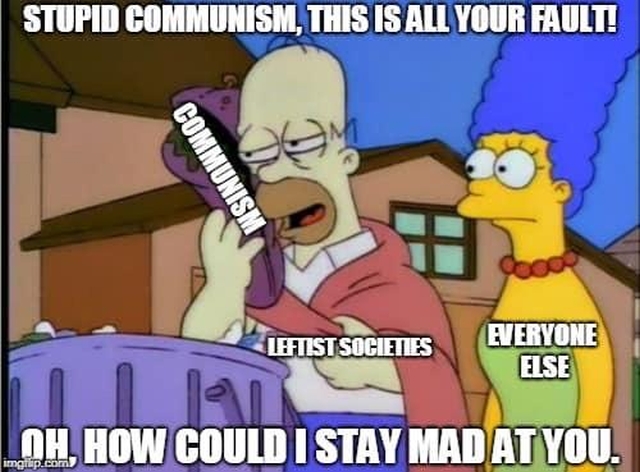 STUPID COMMUNISM, THIS IS ALL YOUR FAULT!
COMMUNISM
LEFTIST SOCIETIES
EVERYONE
ELSE
OH, HOW COULD I STAY MAD AT YOU.
imgflip.com